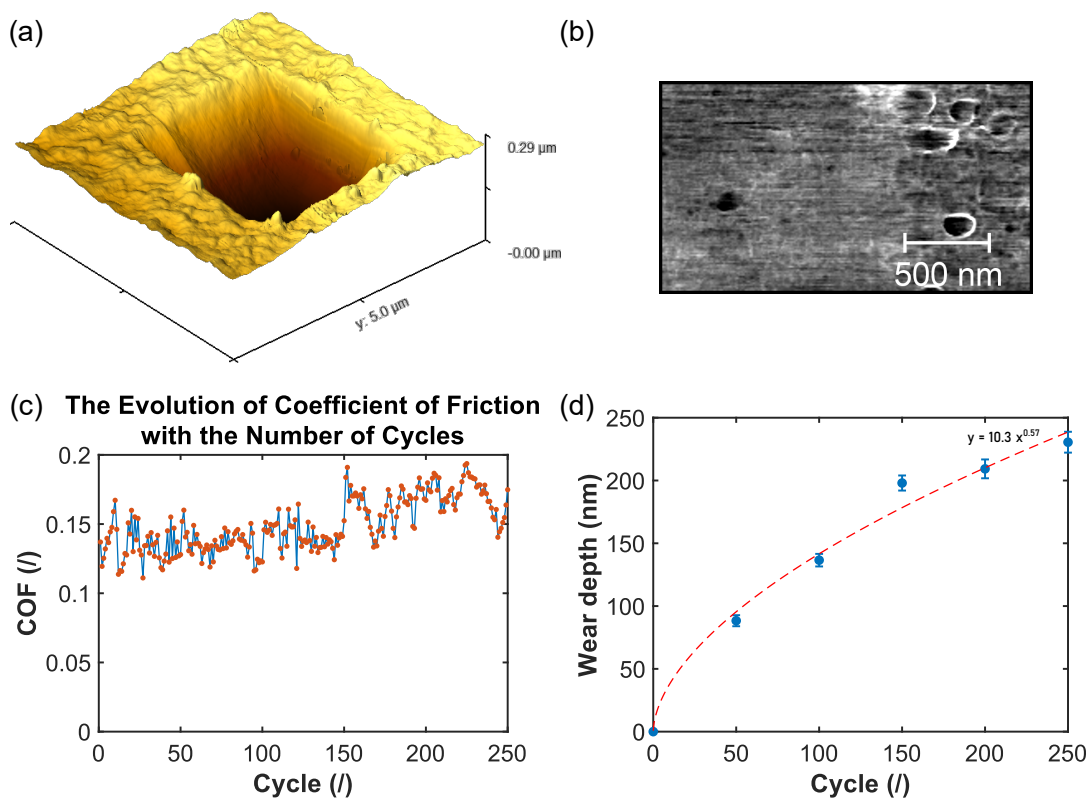 (a)
0.29 µm
-0.00 µm
y: 5.0 µm
(b)
500 nm
(c)
The Evolution of Coefficient of Friction
with the Number of Cycles
0.2
0.15
0.1
0.05
0
COF (/)
0 50 100 150 200 250
Cycle (/)
(d)
250
200
150
100
50
0
Wear depth (nm)
y = 10.3 x^0.57
0 50 100 150 200 250
Cycle (/)